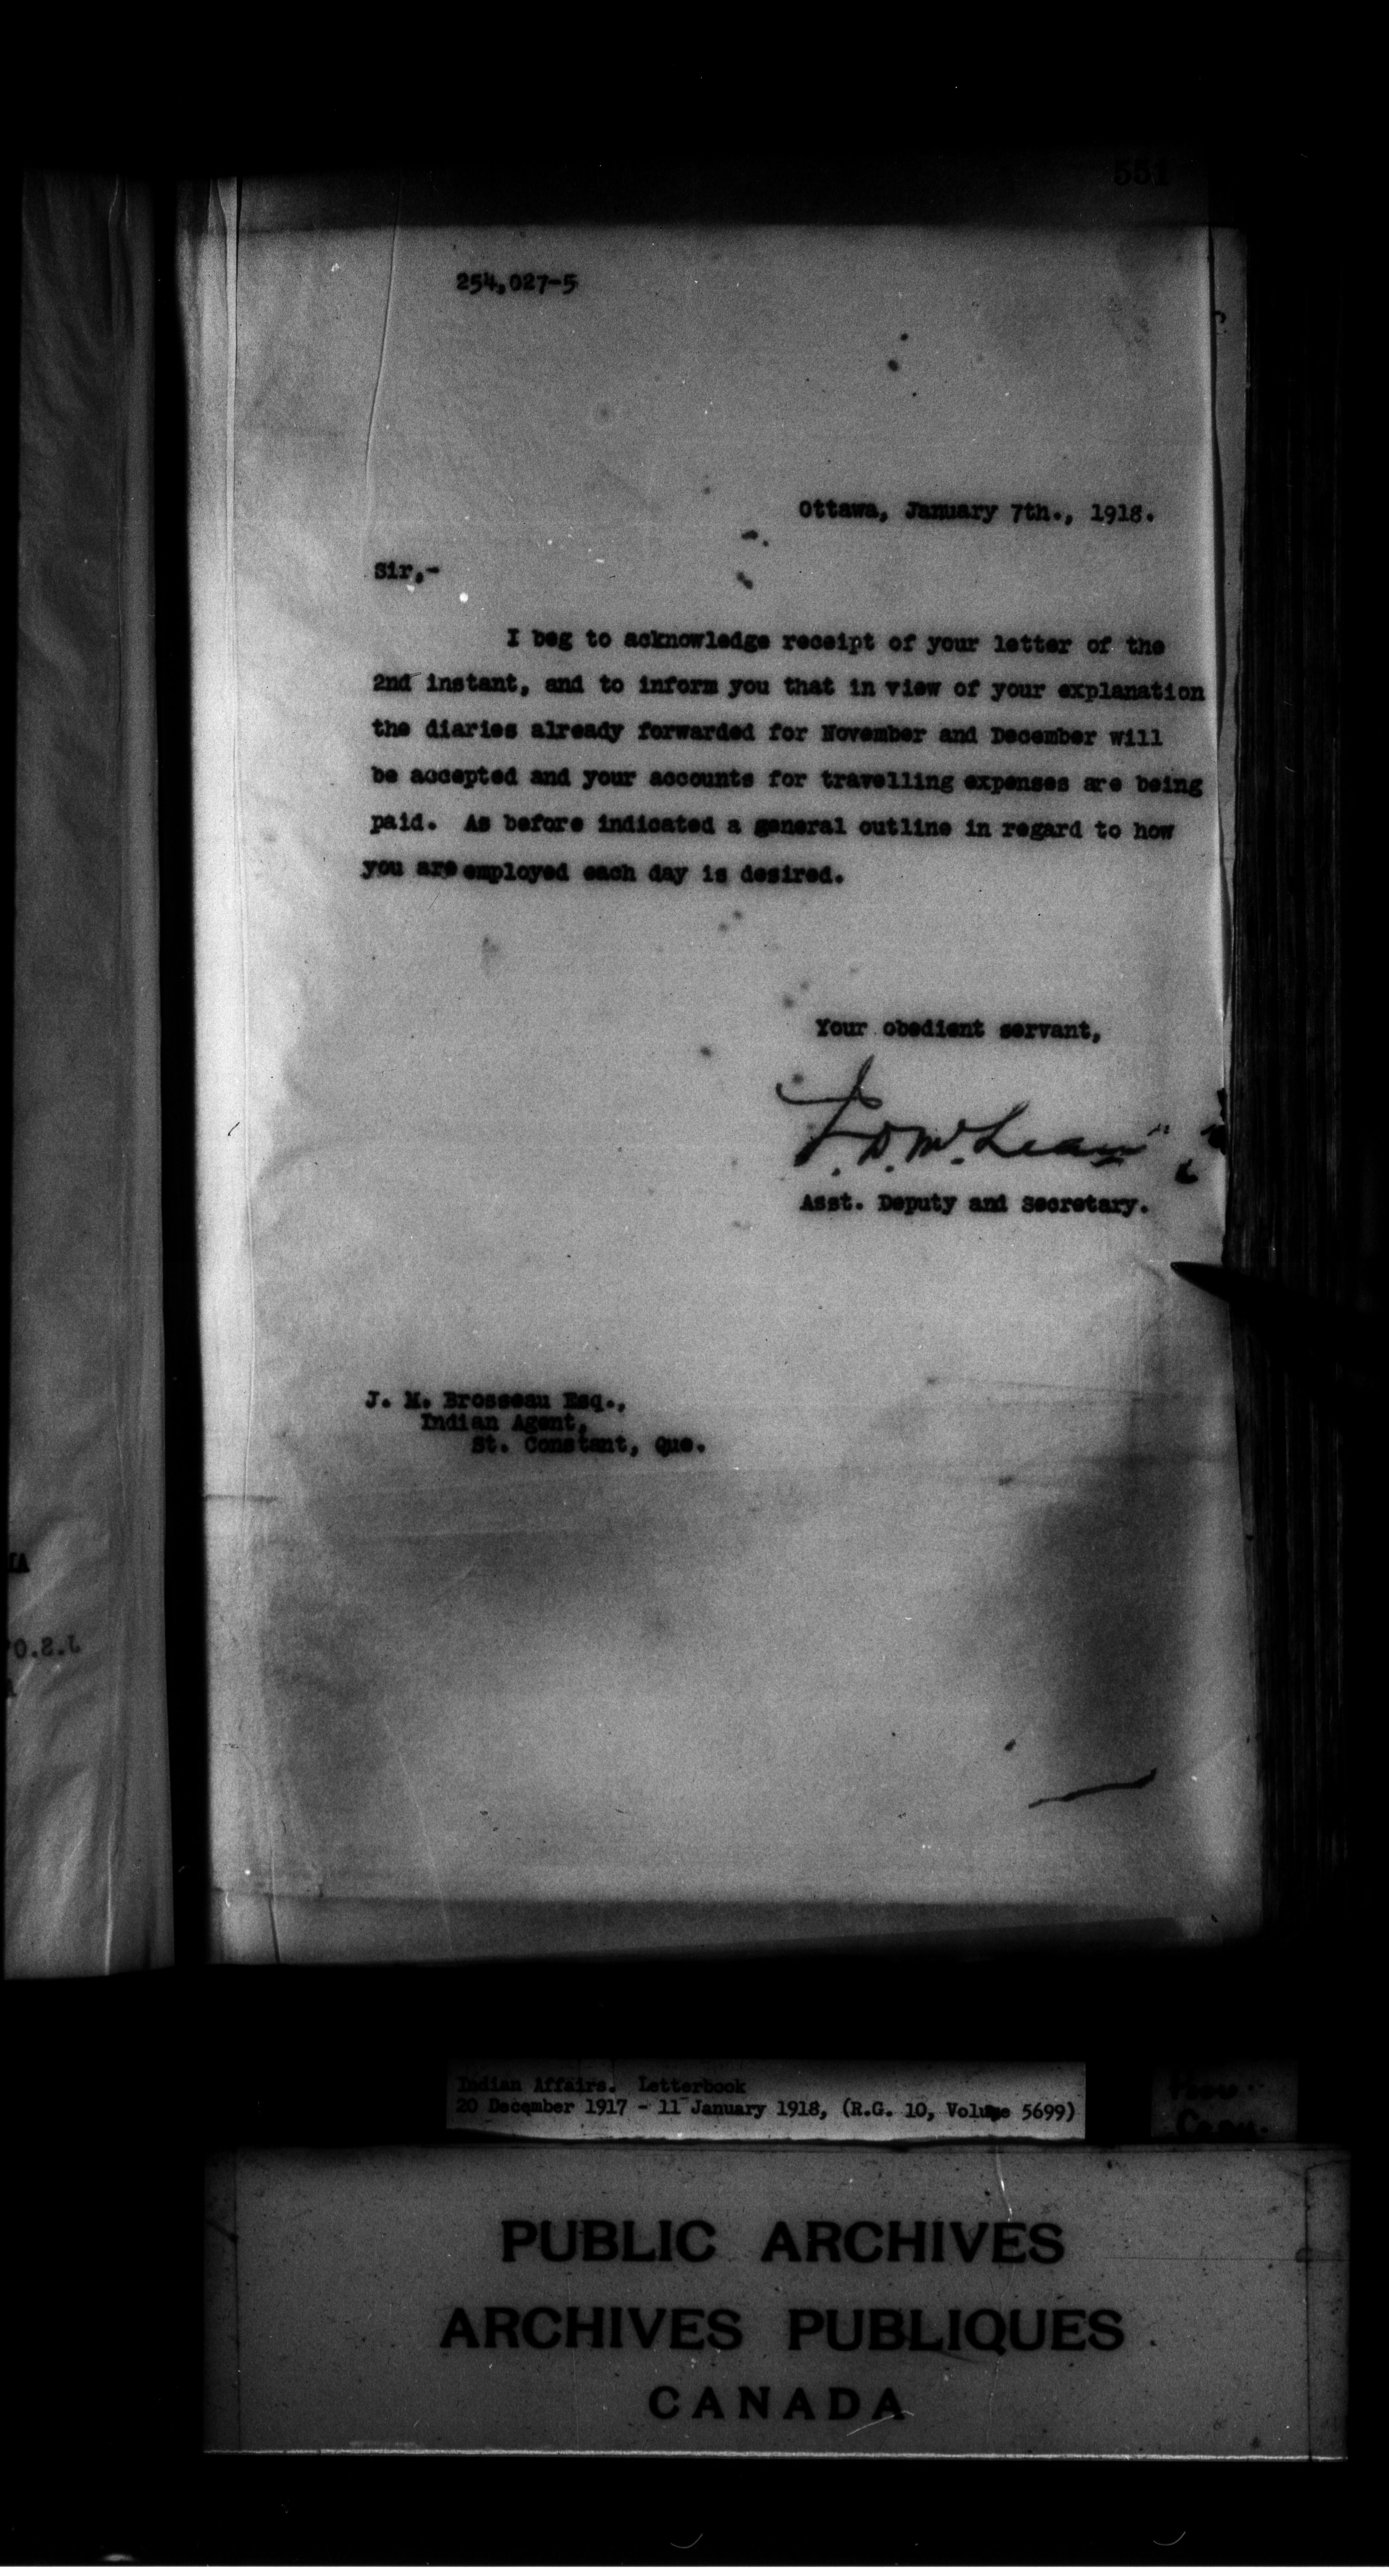 551
254,027-5
Ottawa, January 7th., 1918.
Sir,-
I beg to acknowledge receipt of your letter of the
2nd instant, and to inform you that in view of your explanation
the diaries already forwarded for November and December will
be accepted and your accounts for travelling expenses are being
paid. As before indicated a general outline in regard to how
you are employed each day is desired.
Your obedient servant,
J. D. McLean
Asst. Deputy and Secretary.
J. M. Brosseau Esq.,
Indian Agent,
St. Constant, Que.
J.S.O
Indian Affairs. Letterbook
20 December 1917 - 11 January 1918, (R.G. 10, Volume 5699)
PUBLIC ARCHIVES
ARCHIVES PUBLIQUES
CANADA